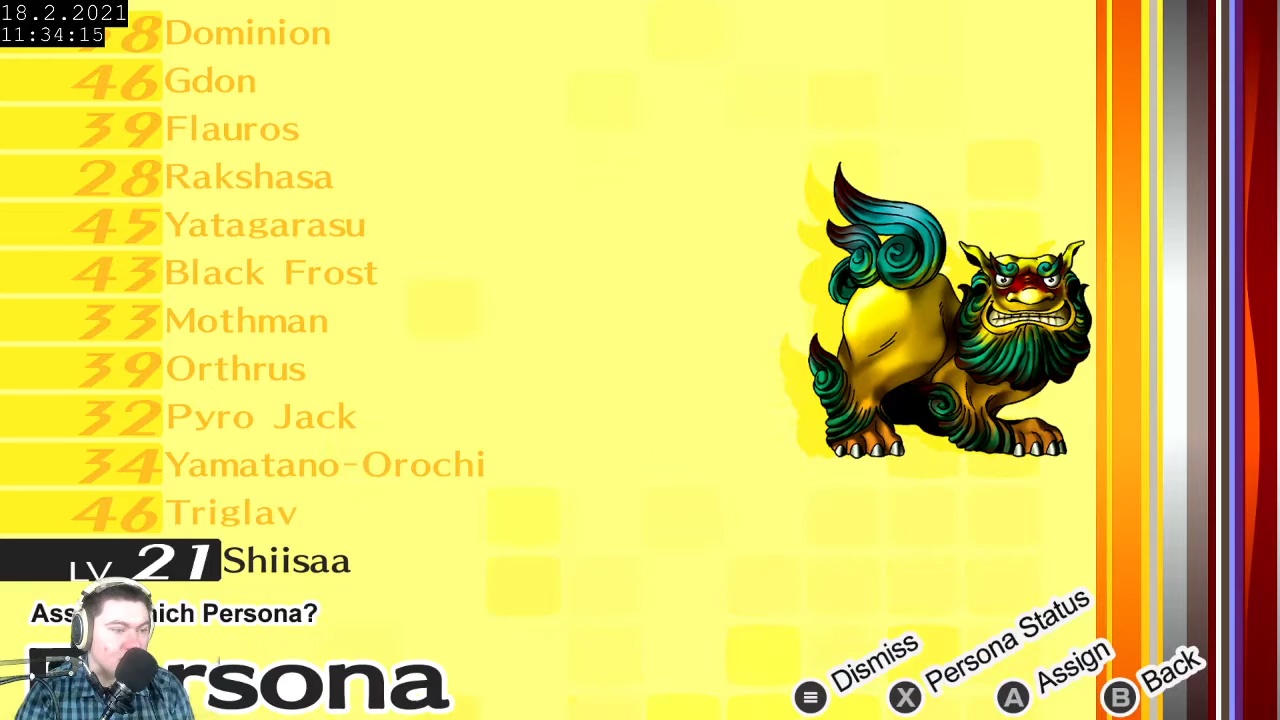 18.2.2021
11:34:15
8 Dominion
46 Gdon
39 Flauros
28 Rakshasa
45 Yatagarasu
43 Black Frost
33 Mothman
39 Orthrus
32 Pyro Jack
34 Yamatano-Orochi
46 Triglav
LV 21 Shiisaa
Persona?
Dismiss
X Persona Status
A Assign
B Back